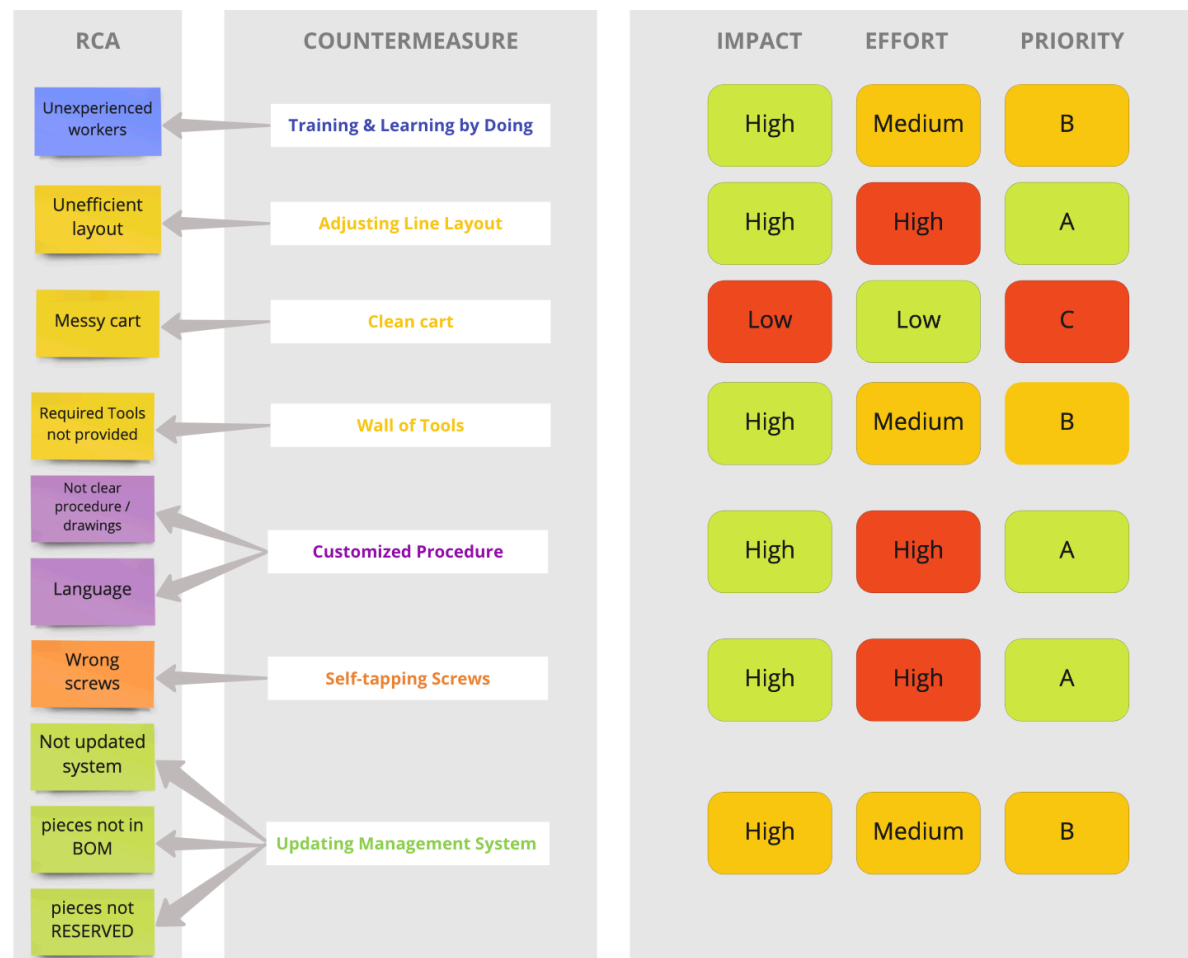 RCA
COUNTERMEASURE
IMPACT
EFFORT
PRIORITY
Unexperienced
workers
Training & Learning by Doing
High
Medium
B
Unefficient
layout
Adjusting Line Layout
High
High
A
Messy cart
Clean cart
Low
Low
C
Required Tools
not provided
Wall of Tools
High
Medium
B
Not clear
procedure /
drawings
Language
Customized Procedure
High
High
A
Wrong
screws
Self-tapping Screws
High
High
A
Not updated
system
pieces not in
BOM
pieces not
RESERVED
Updating Management System
High
Medium
B